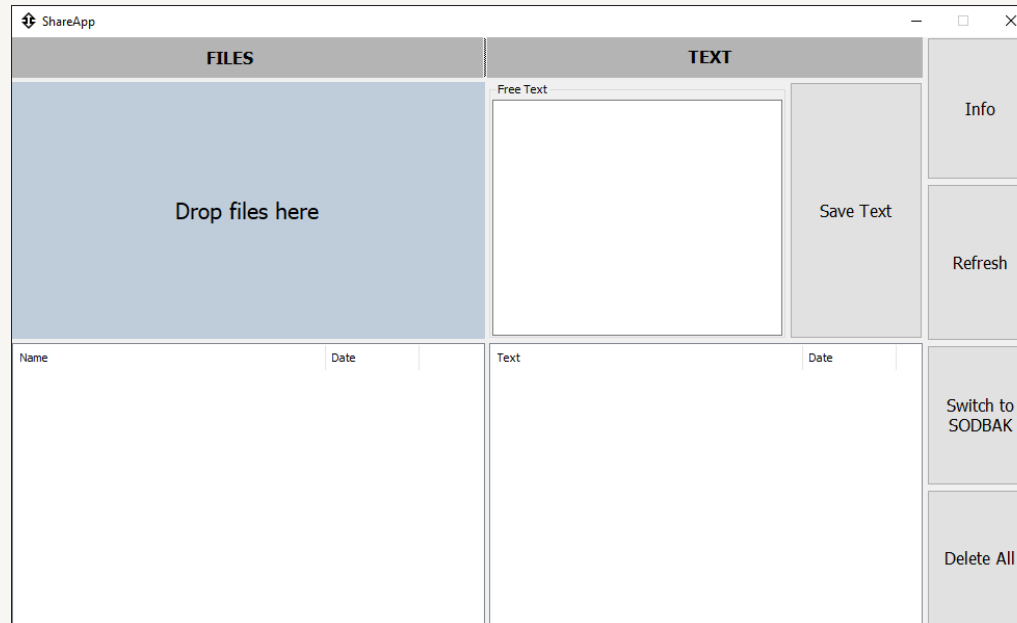 ShareApp
FILES
TEXT
Free Text
Drop files here
Save Text
Info
Refresh
Name
Date
Text
Date
Switch to
SODBAK
Delete All